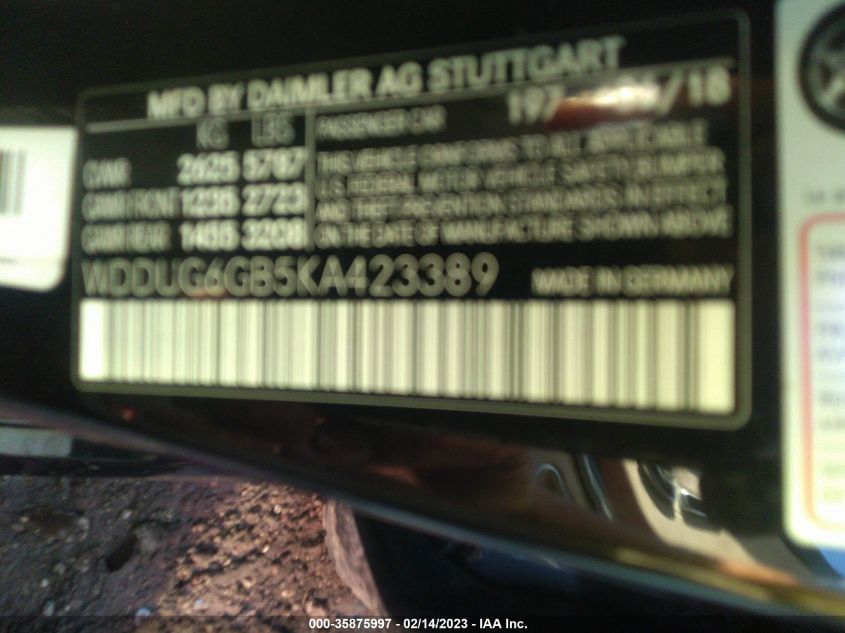 MFD BY DAIMLER AG STUTTGART
KG LBS
PASSENGER CAR
197 /18
GVWR 2625 5787
GAWR FRONT 1235 2723
GAWR REAR 1455 3208
THIS VEHICLE CONFORMS TO ALL APPLICABLE
U.S. FEDERAL MOTOR VEHICLE SAFETY, BUMPER
AND THEFT PREVENTION STANDARDS IN EFFECT
ON THE DATE OF MANUFACTURE SHOWN ABOVE
WDDUG6GB5KA423389 MADE IN GERMANY
000-35875997 - 02/14/2023 - IAA Inc.